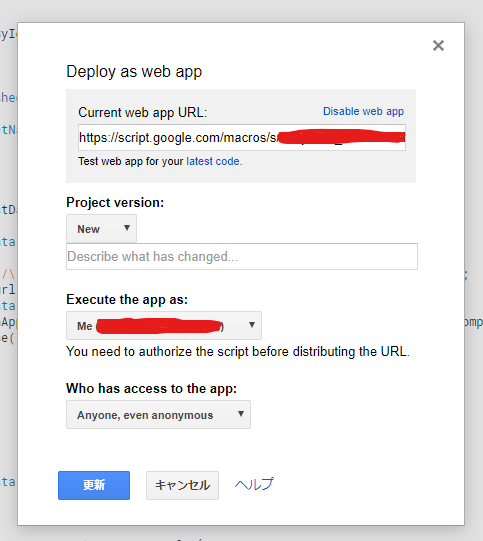 Deploy as web app
Current web app URL:
Disable web app
https://script.google.com/macros/s/
Test web app for your latest code.
Project version:
New
Describe what has changed...
Execute the app as:
Me (
)
You need to authorize the script before distributing the URL.
Who has access to the app:
Anyone, even anonymous
更新
キャンセル
ヘルプ